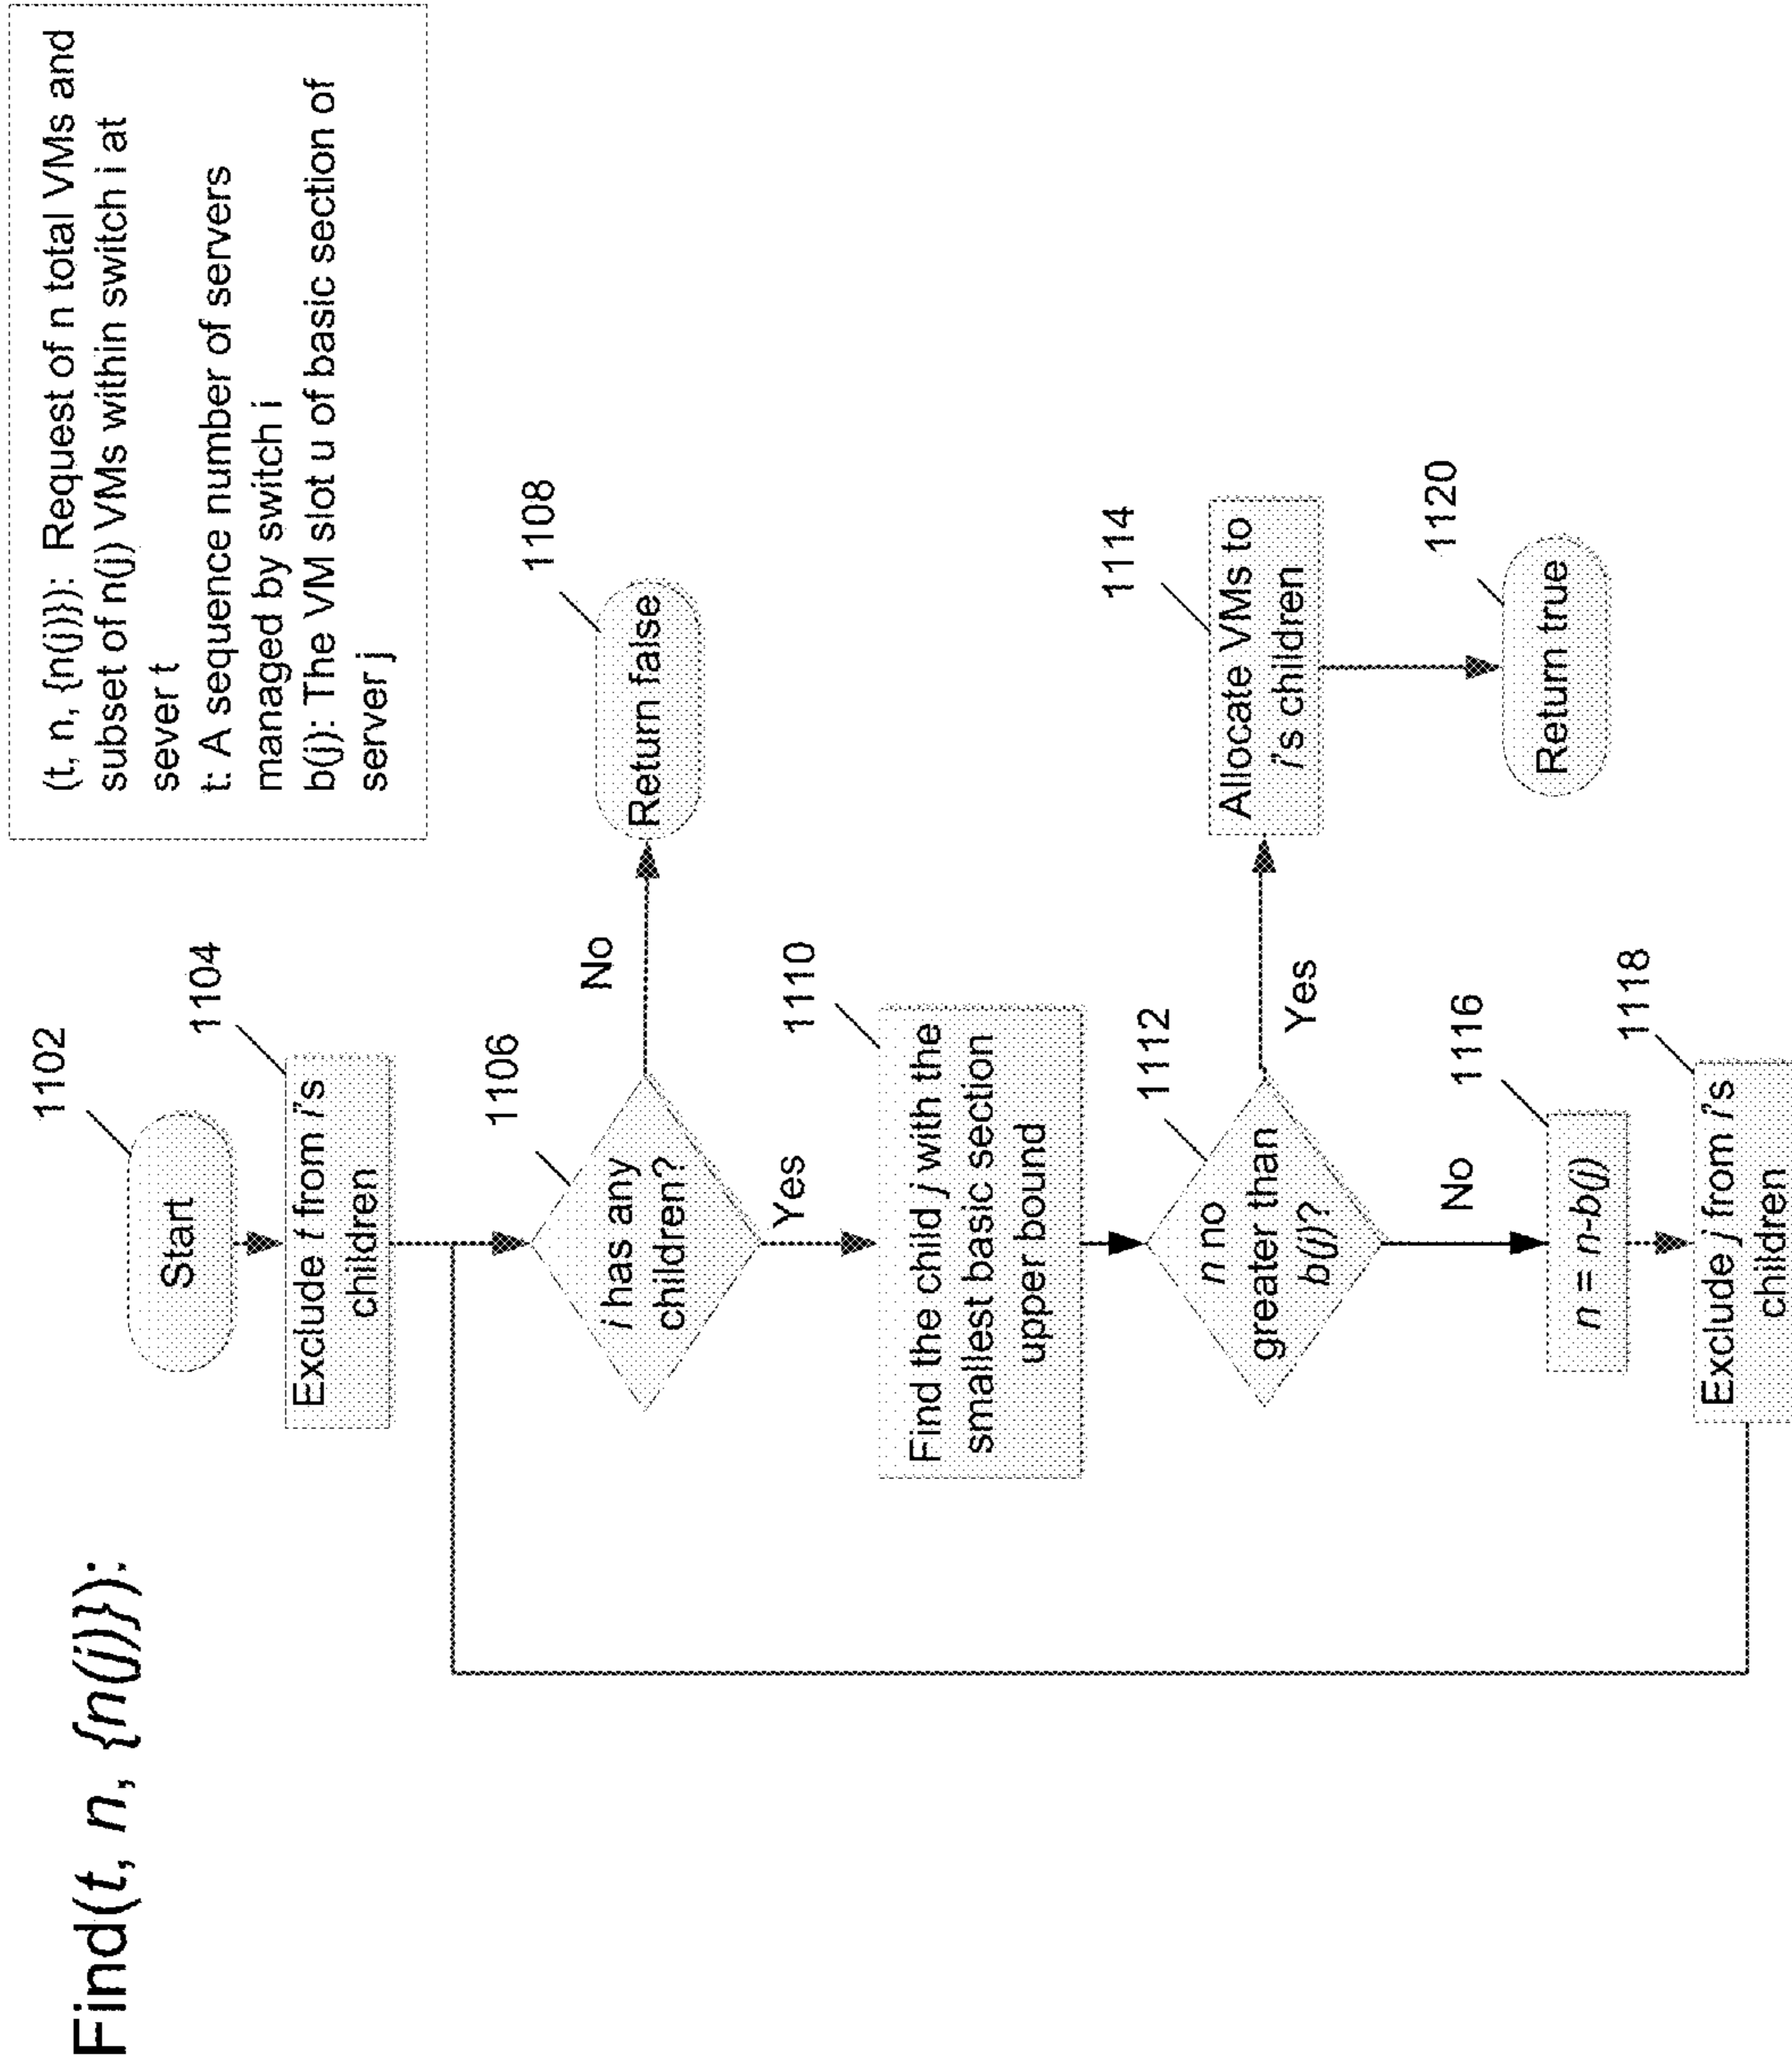 Find(t, n, {n(j)}):
(t, n, {n(j)}): Request of n total VMs and
subset of n(j) VMs within switch i at
sever t
t: A sequence number of servers
managed by switch i
b(j): The VM slot u of basic section of
server j
1102
Start
1104
Exclude t from i's
children
1106
i has any
children?
No
1108
Return false
Yes
1110
Find the child j with the
smallest basic section
upper bound
1112
n no
greater than
b(j)?
Yes
1114
Allocate VMs to
i's children
1120
Return true
No
1116
n = n-b(j)
1118
Exclude j from i's
children